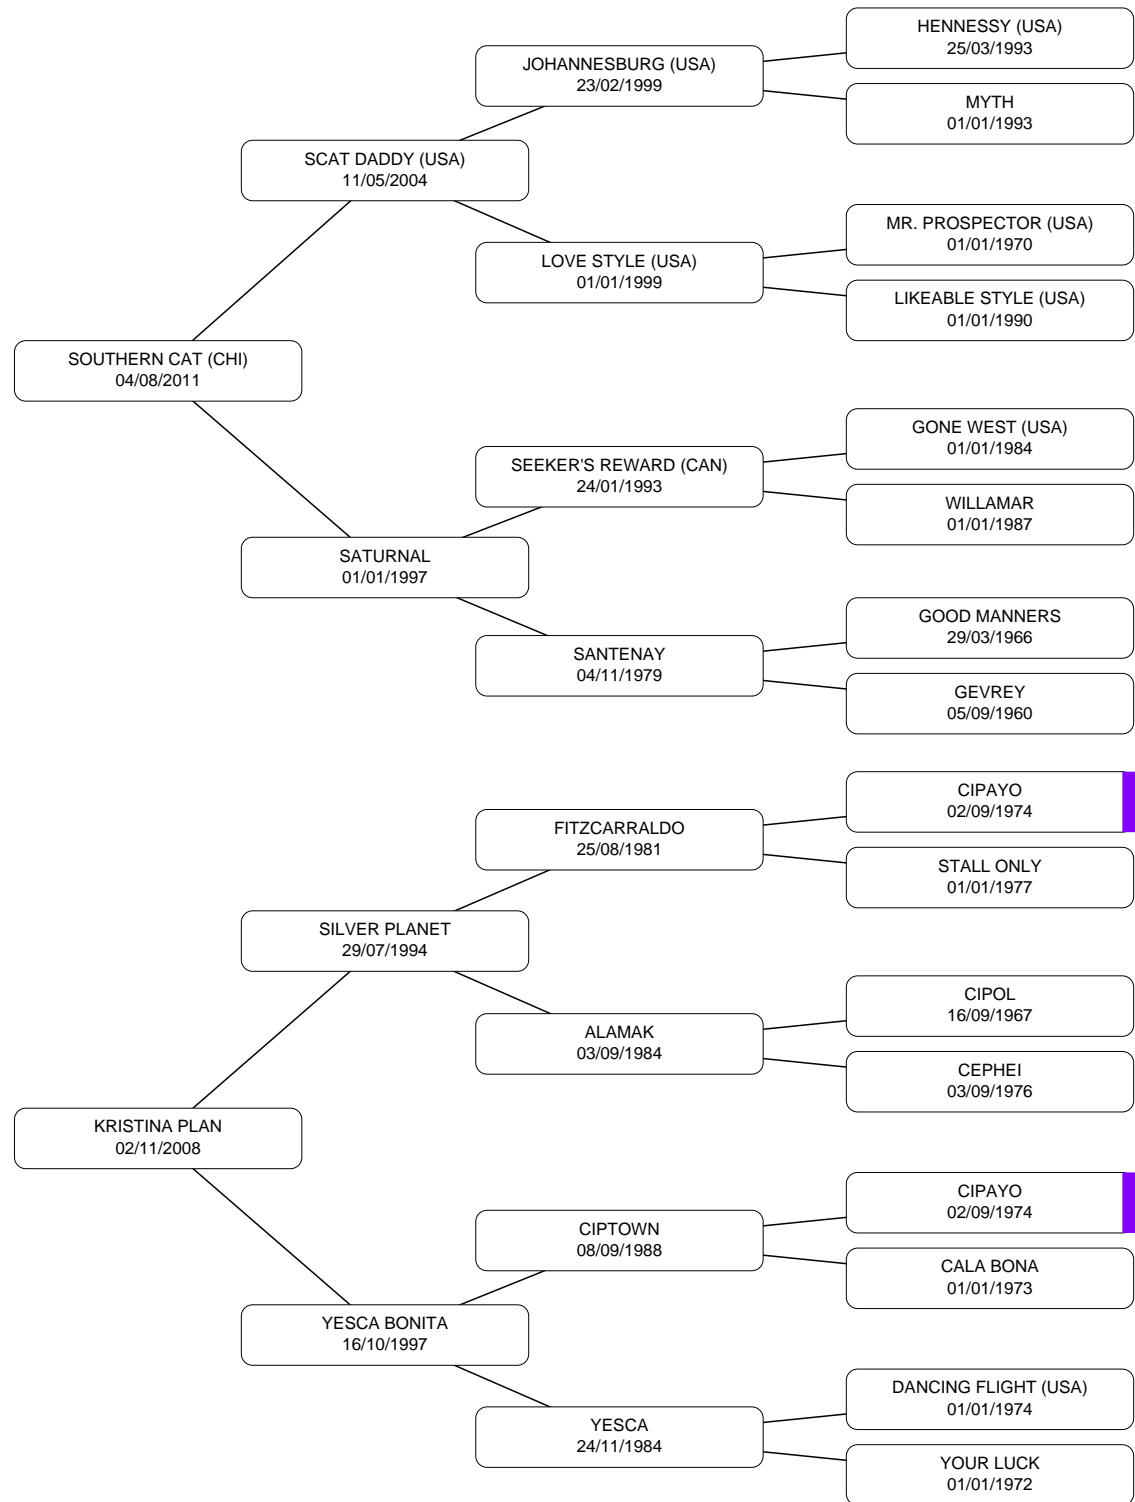 HENNESSY (USA)
25/03/1993
JOHANNESBURG (USA)
23/02/1999
MYTH
01/01/1993
SCAT DADDY (USA)
11/05/2004
MR. PROSPECTOR (USA)
01/01/1970
LOVE STYLE (USA)
01/01/1999
LIKEABLE STYLE (USA)
01/01/1990
SOUTHERN CAT (CHI)
04/08/2011
GONE WEST (USA)
01/01/1984
SEEKER'S REWARD (CAN)
24/01/1993
WILLAMAR
01/01/1987
SATURNAL
01/01/1997
GOOD MANNERS
29/03/1966
SANTENAY
04/11/1979
GEVREY
05/09/1960
CIPAYO
02/09/1974
FITZCARRALDO
25/08/1981
STALL ONLY
01/01/1977
SILVER PLANET
29/07/1994
CIPOL
16/09/1967
ALAMAK
03/09/1984
CEPHEI
03/09/1976
KRISTINA PLAN
02/11/2008
CIPAYO
02/09/1974
CIPTOWN
08/09/1988
CALA BONA
01/01/1973
YESCA BONITA
16/10/1997
DANCING FLIGHT (USA)
01/01/1974
YESCA
24/11/1984
YOUR LUCK
01/01/1972